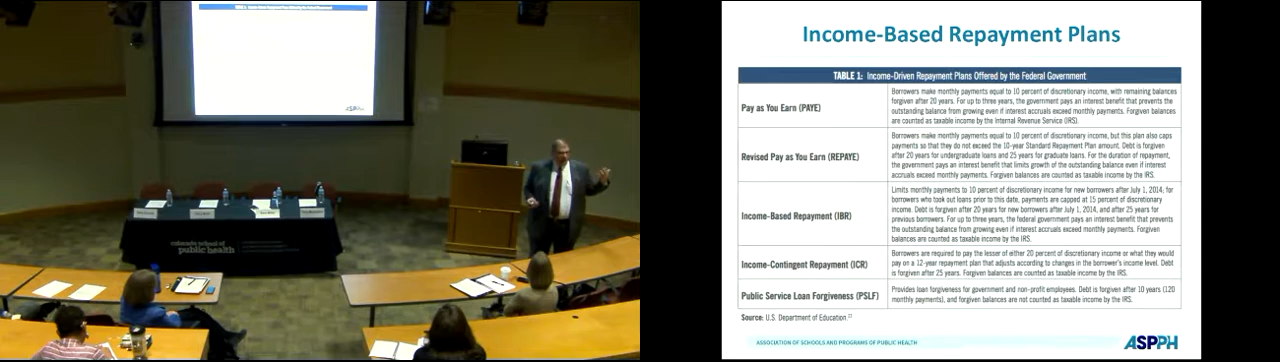 colorado school of
public health
ASPPH
Income-Based Repayment Plans
TABLE 1: Income-Driven Repayment Plans Offered by the Federal Government
Pay as You Earn (PAYE)
Borrowers make monthly payments equal to 10 percent of discretionary income, with remaining balances
forgiven after 20 years. For up to three years, the government pays an interest benefit that prevents the
outstanding balance from growing even if interest accruals exceed monthly payments. Forgiven balances
are counted as taxable income by the Internal Revenue Service (IRS).
Revised Pay as You Earn (REPAYE)
Borrowers make monthly payments equal to 10 percent of discretionary income, but this plan also caps
payments so that they do not exceed the 10-year Standard Repayment Plan amount. Debt is forgiven
after 20 years for undergraduate loans and 25 years for graduate loans. For the duration of repayment,
the government pays an interest benefit that limits growth of the outstanding balance even if interest
accruals exceed monthly payments. Forgiven balances are counted as taxable income by the IRS.
Income-Based Repayment (IBR)
Limits monthly payments to 10 percent of discretionary income for new borrowers after July 1, 2014; for
borrowers who took out loans prior to this date, payments are capped at 15 percent of discretionary
income. Debt is forgiven after 20 years for new borrowers after July 1, 2014, and after 25 years for
previous borrowers. For up to three years, the federal government pays an interest benefit that prevents
the outstanding balance from growing even if interest accruals exceed monthly payments. Forgiven
balances are counted as taxable income by the IRS.
Income-Contingent Repayment (ICR)
Borrowers are required to pay the lesser of either 20 percent of discretionary income or what they would
pay on a 12-year repayment plan that adjusts according to changes in the borrower's income level. Debt
is forgiven after 25 years. Forgiven balances are counted as taxable income by the IRS.
Public Service Loan Forgiveness (PSLF)
Provides loan forgiveness for government and non-profit employees. Debt is forgiven after 10 years (120
monthly payments), and forgiven balances are not counted as taxable income by the IRS.
Source: U.S. Department of Education.
ASSOCIATION OF SCHOOLS AND PROGRAMS OF PUBLIC HEALTH
ASPPH